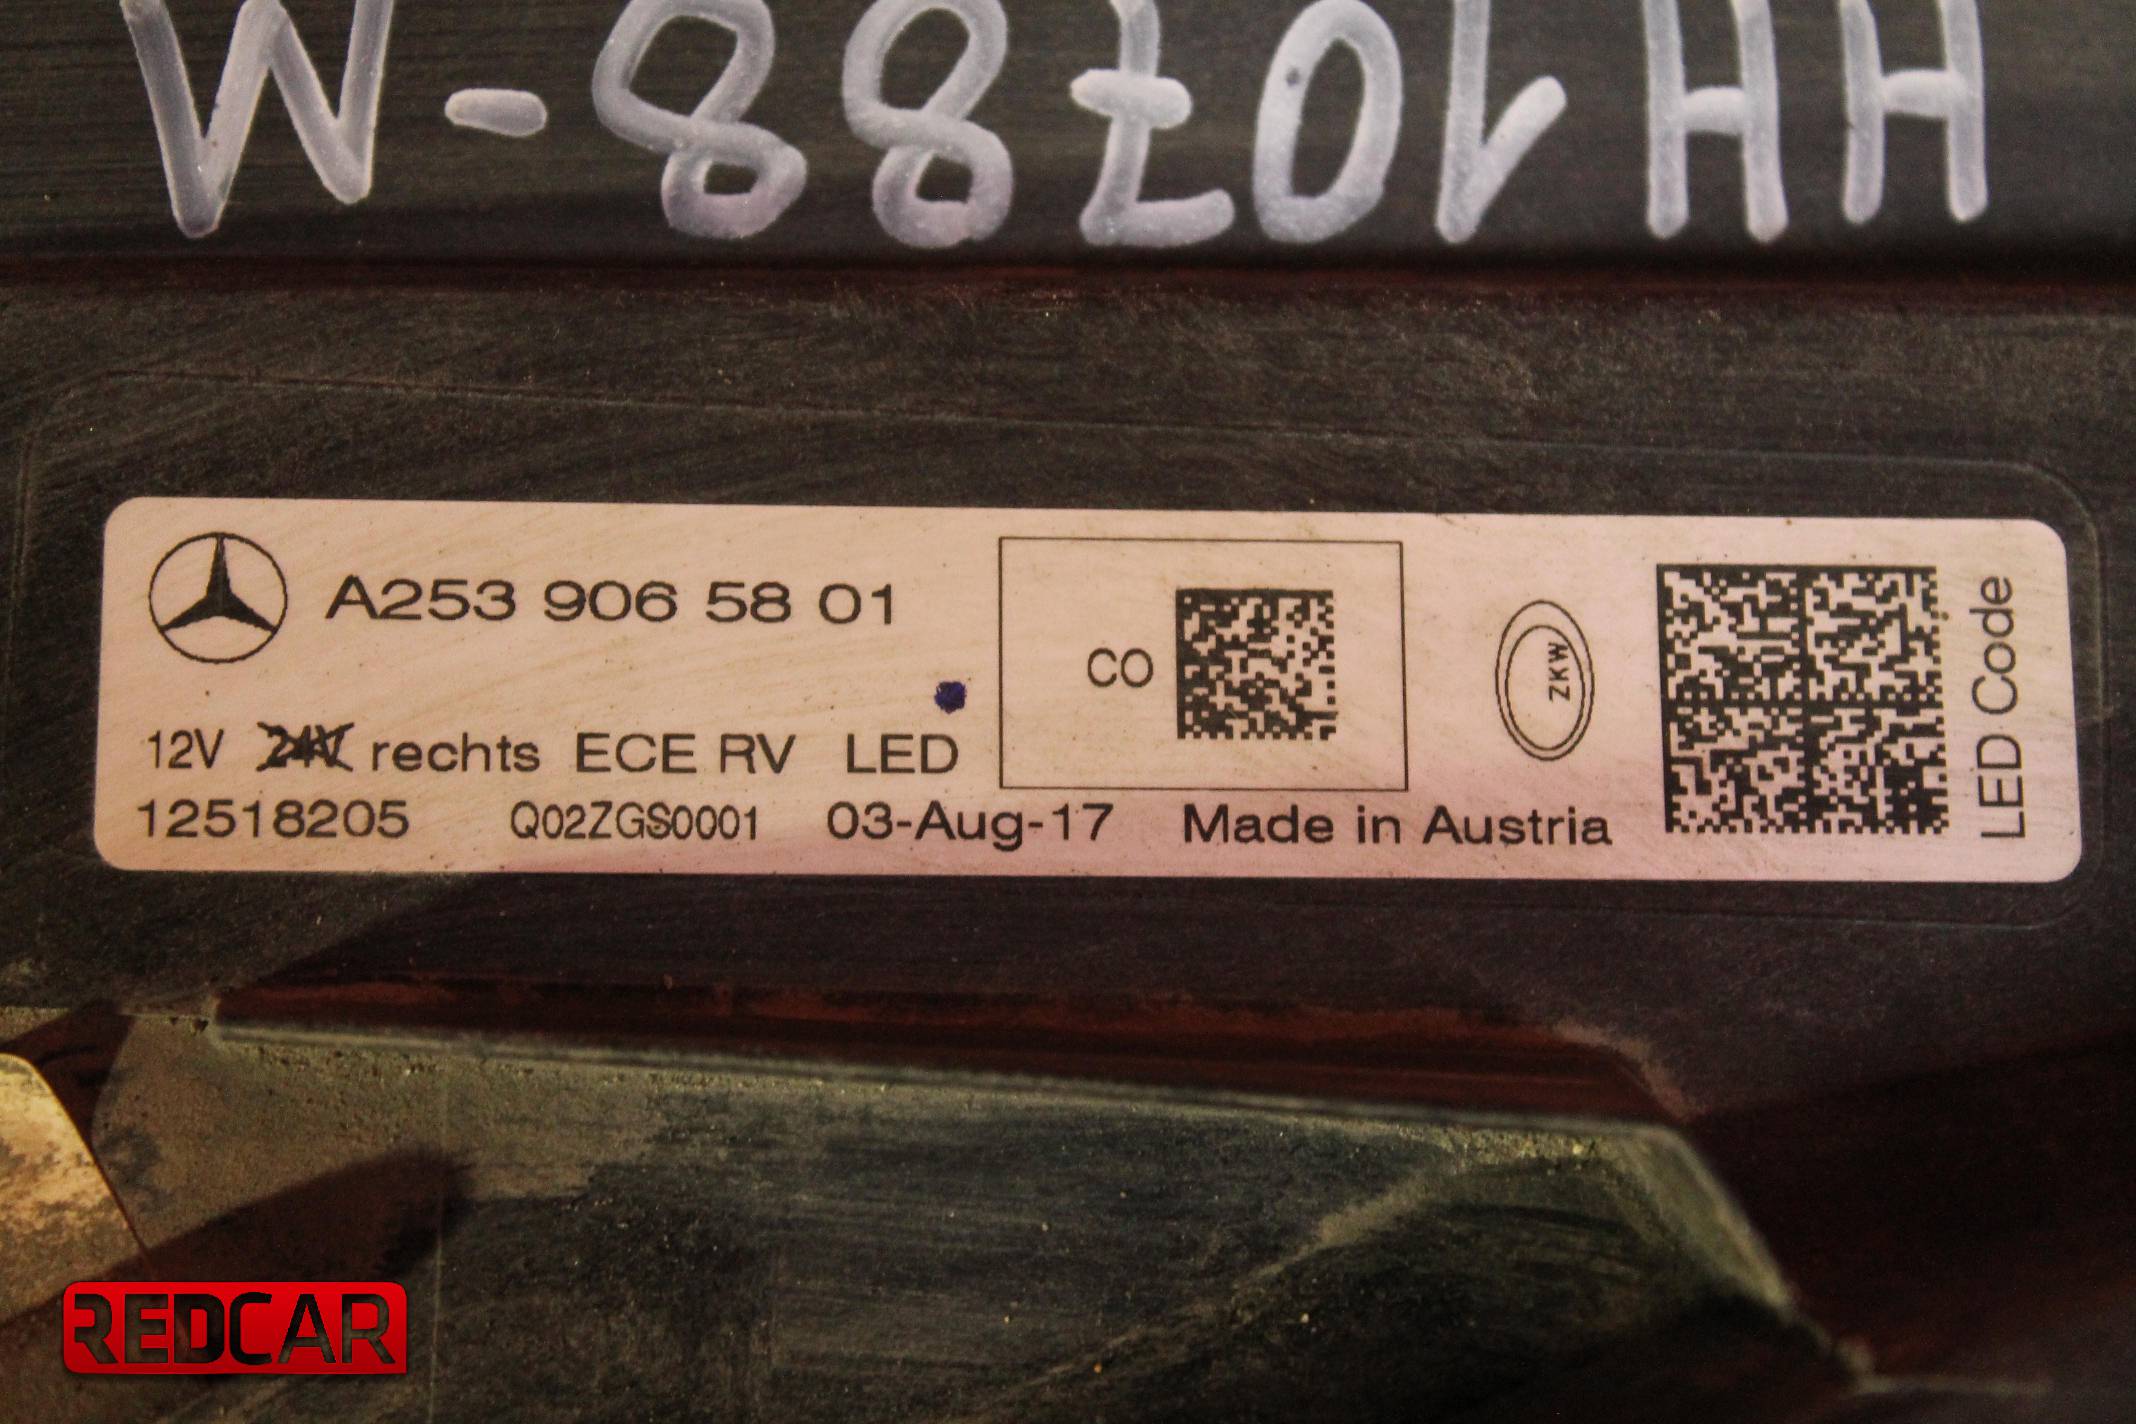 HH10788-M
A253 906 58 01
CO
ZKW
LED Code
12V 24V rechts ECE RV LED
12518205 Q02ZGS0001 03-Aug-17 Made in Austria
REDCAR